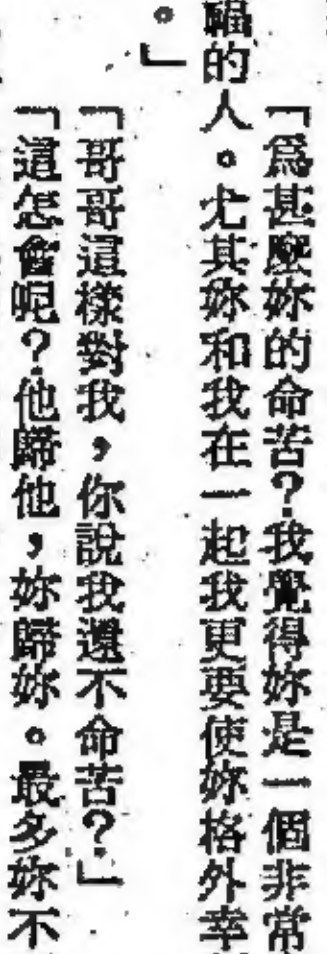 「爲甚麼妳的命苦？我覺得妳是一個非常
福的人。尤其妳和我在一起我更要使妳格外幸
。」
「哥哥這樣對我，你說我還不命苦？」
「這怎會呢？他歸他，妳歸妳。最多妳不